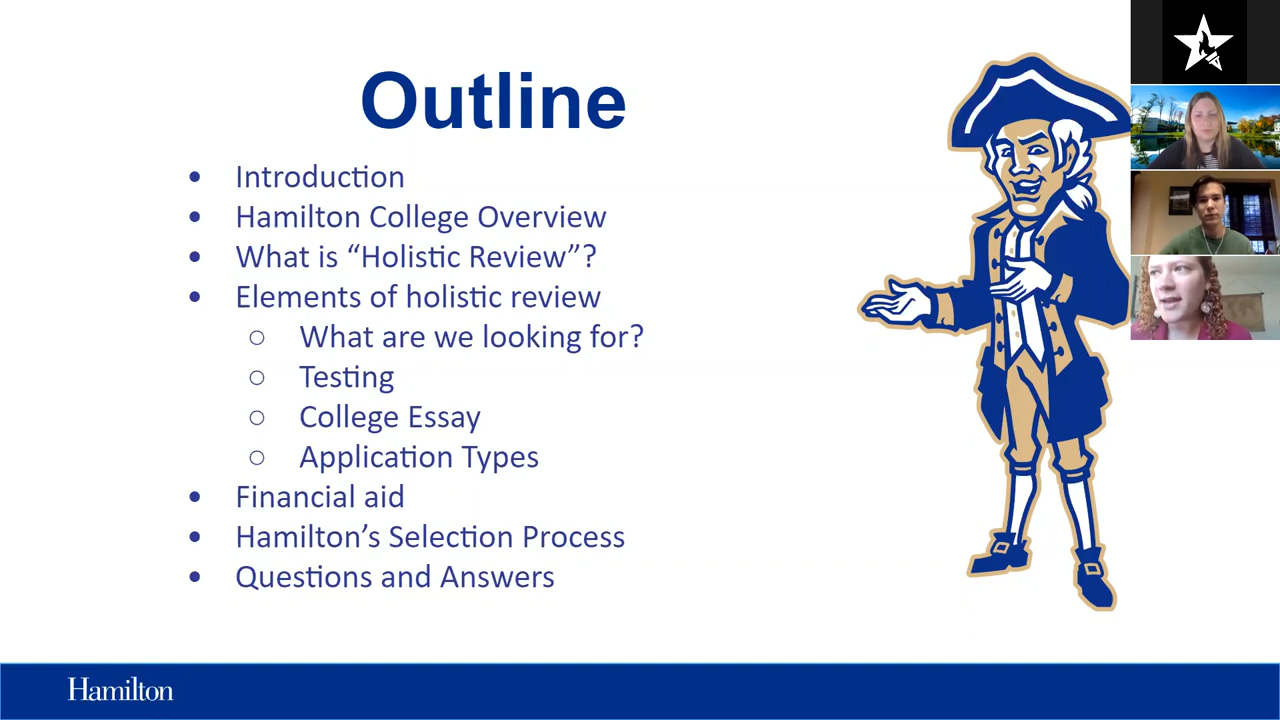 Outline
• Introduction
• Hamilton College Overview
• What is “Holistic Review”?
• Elements of holistic review
○ What are we looking for?
○ Testing
○ College Essay
○ Application Types
• Financial aid
• Hamilton’s Selection Process
• Questions and Answers
Hamilton